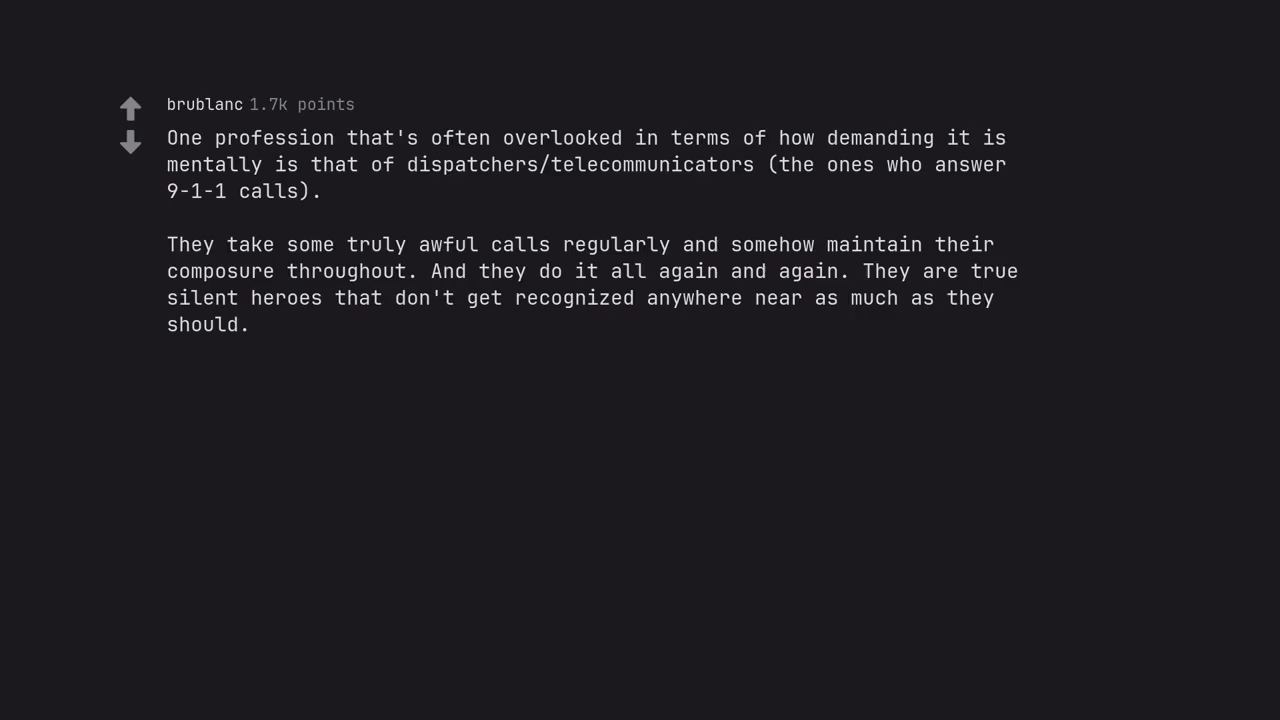 brublanc 1.7k points
One profession that's often overlooked in terms of how demanding it is
mentally is that of dispatchers/telecommunicators (the ones who answer
9-1-1 calls).
They take some truly awful calls regularly and somehow maintain their
composure throughout. And they do it all again and again. They are true
silent heroes that don't get recognized anywhere near as much as they
should.